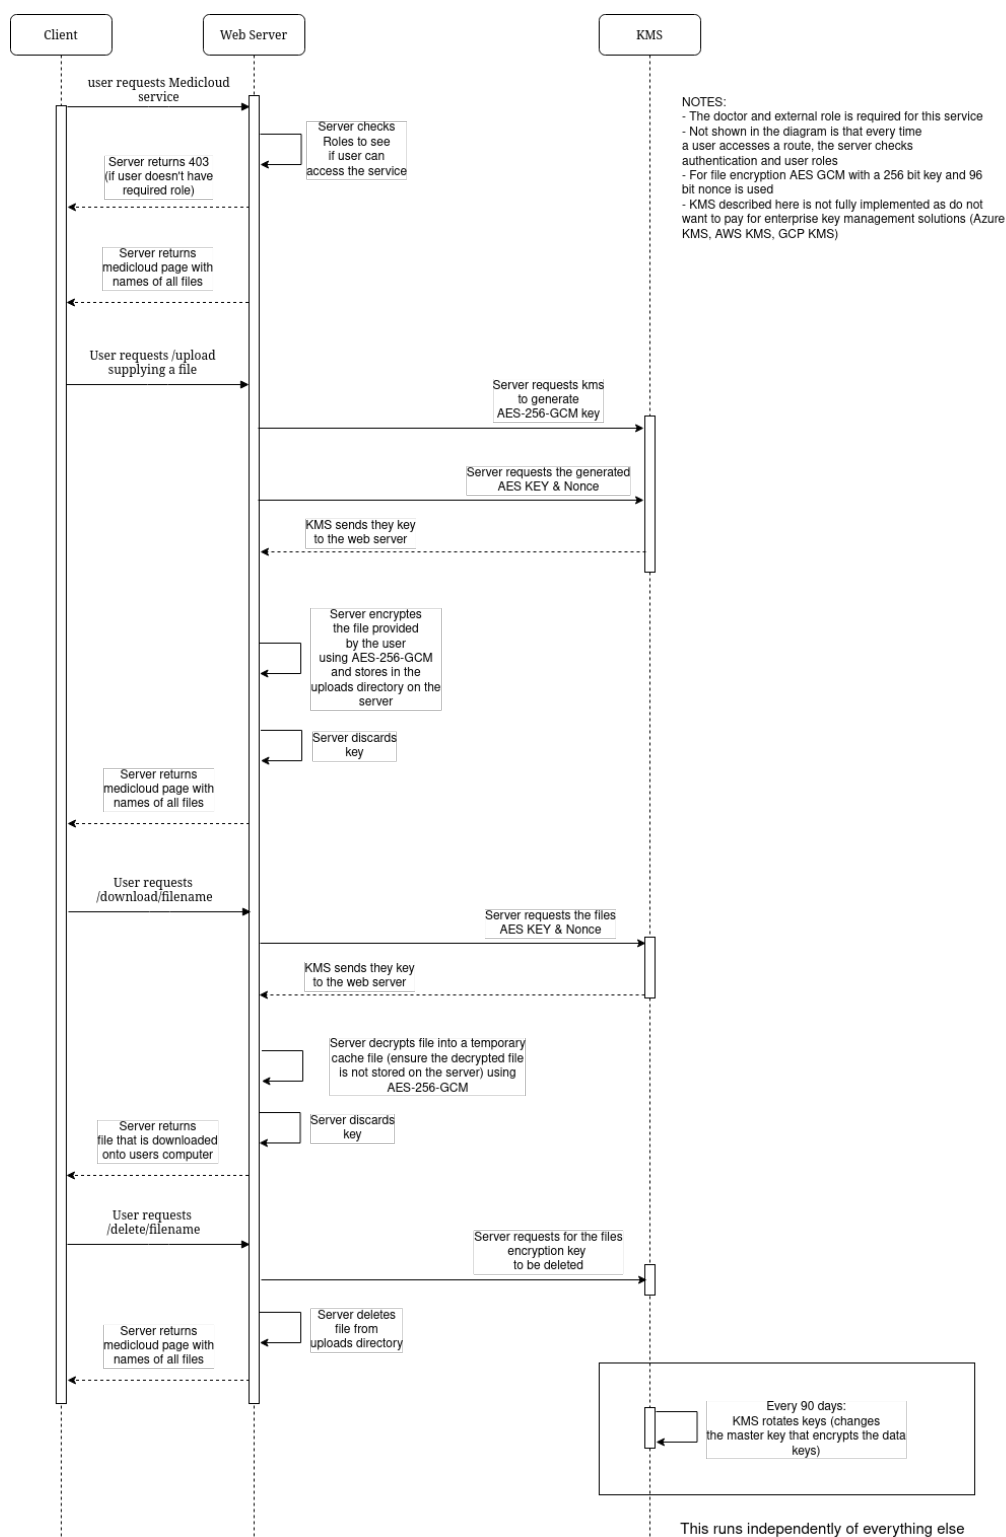 Client
Web Server
KMS
user requests Medicloud
service
Server checks
Roles to see
if user can
access the service
NOTES:
- The doctor and external role is required for this service
- Not shown in the diagram is that every time
a user accesses a route, the server checks
authentication and user roles
- For file encryption AES GCM with a 256 bit key and 96
bit nonce is used
- KMS described here is not fully implemented as do not
want to pay for enterprise key management solutions (Azure
KMS, AWS KMS, GCP KMS)
Server returns 403
(if user doesn't have
required role)
Server returns
medicloud page with
names of all files
User requests /upload
supplying a file
Server requests kms
to generate
AES-256-GCM key
Server requests the generated
AES KEY & Nonce
KMS sends they key
to the web server
Server encryptes
the file provided
by the user
using AES-256-GCM
and stores in the
uploads directory on the
server
Server discards
key
Server returns
medicloud page with
names of all files
User requests
/download/filename
Server requests the files
AES KEY & Nonce
KMS sends they key
to the web server
Server decrypts file into a temporary
cache file (ensure the decrypted file
is not stored on the server) using
AES-256-GCM
Server discards
key
Server returns
file that is downloaded
onto users computer
User requests
/delete/filename
Server requests for the files
encryption key
to be deleted
Server deletes
file from
uploads directory
Server returns
medicloud page with
names of all files
Every 90 days:
KMS rotates keys (changes
the master key that encrypts the data
keys)
This runs independently of everything else